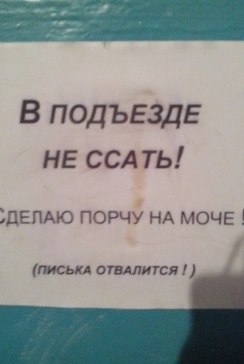 В ПОДЪЕЗДЕ
НЕ ССАТЬ!
СДЕЛАЮ ПОРЧУ НА МОЧЕ !
(ПИСЬКА ОТВАЛИТСЯ ! )